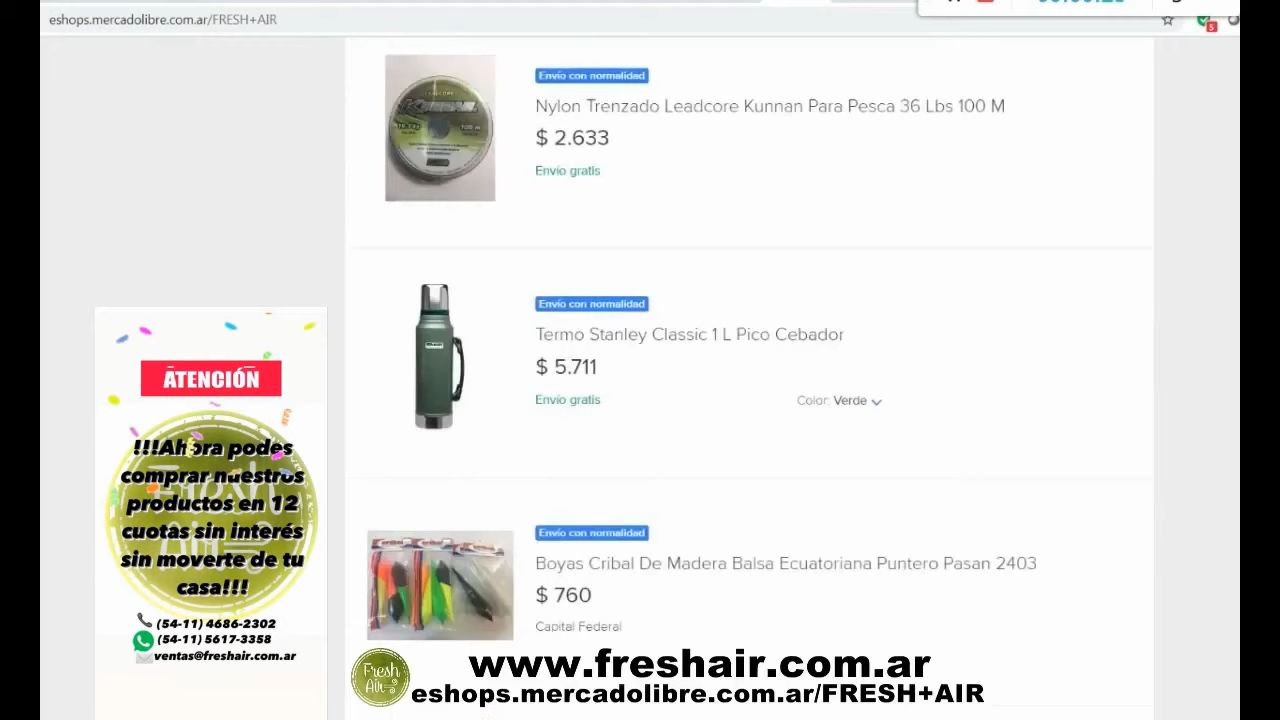 eshops.mercadolibre.com.ar/FRESH+AIR
Envío con normalidad
Nylon Trenzado Leadcore Kunnan Para Pesca 36 Lbs 100 M
$ 2.633
Envío gratis
Envío con normalidad
Termo Stanley Classic 1 L Pico Cebador
$ 5.711
Envío gratis
Color: Verde
Envío con normalidad
Boyas Cribal De Madera Balsa Ecuatoriana Puntero Pasan 2403
$ 760
Capital Federal
ATENCIÓN
!!!Ahora podes
comprar nuestros
productos en 12
cuotas sin interés
sin moverte de tu
casa!!!
(54-11) 4686-2302
(54-11) 5617-3358
ventas@freshair.com.ar
Fresh
Air
www.freshair.com.ar
eshops.mercadolibre.com.ar/FRESH+AIR